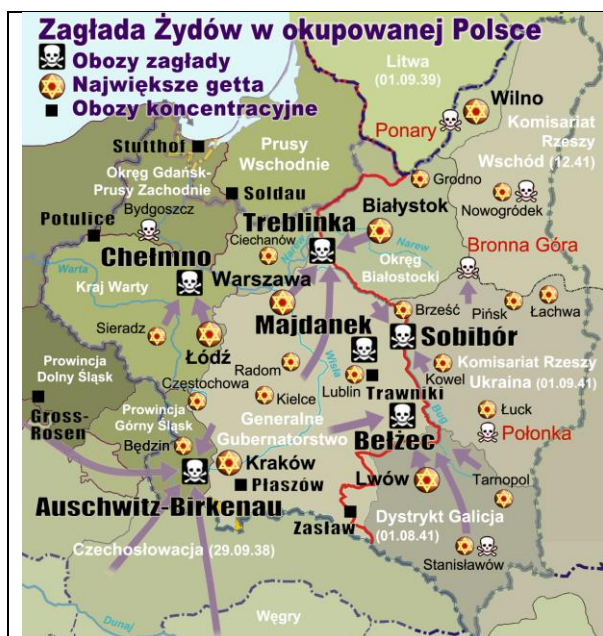 Zagłada Żydów w okupowanej Polsce
Obozy zagłady
Największe getta
Obozy koncentracyjne
Litwa
(01.09.39)
Wilno
Ponary
Komisariat
Rzeszy
Wschód (12.41)
Stutthof
Prusy
Wschodnie
Okręg Gdańsk-
Prusy Zachodnie
Soldau
Grodno
Nowogródek
Potulice
Bydgoszcz
Treblinka
Białystok
Ciechanów
Narew
Narew
Bronna Góra
Chełmno
Okręg
Białostocki
Warta
Warszawa
Kraj Warty
Brześć
Pińsk
Łachwa
Majdanek
Sobibór
Sieradz
Łódź
Prowincja
Dolny Śląsk
Radom
Wisła
Kowel
Komisariat Rzeszy
Ukraina (01.09.41)
Częstochowa
Lublin
Trawniki
Kielce
Bug
Gross-
Rosen
Prowincja
Górny Śląsk
Generalne
Gubernatorstwo
Łuck
Bełżec
Połonka
Będzin
Kraków
Płaszów
Lwów
Tarnopol
Auschwitz-Birkenau
Zasław
Dystrykt Galicja
(01.08.41)
Czechosłowacja (29.09.38)
Stanisławów
Dunaj
Węgry